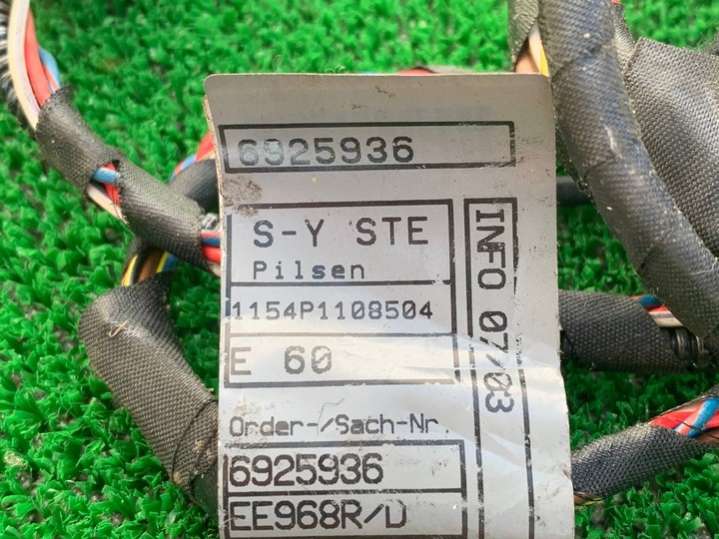 6925936
S-Y STE
Pilsen
1154P1108504
E 60
INFO 07/03
Order-/Sach-Nr.
6925936
EE968R/D